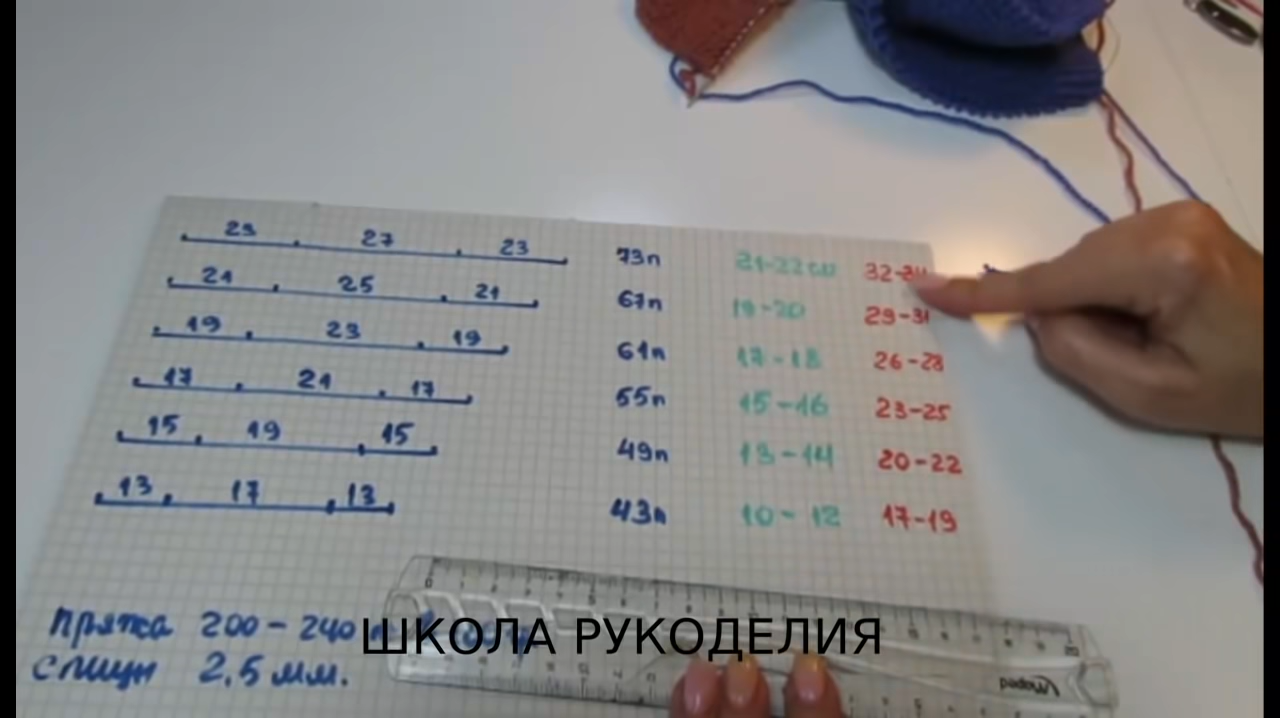 23 27 23 73п 21-22см 32-34
21 25 21 67п 19-20 29-31
19 23 19 61п 17-18 26-28
17 21 17 55п 15-16 23-25
15 19 15 49п 13-14 20-22
13 17 13 43п 10-12 17-19
пряжа 200-240
ШКОЛА РУКОДЕЛИЯ
спицы 2,5 мм.
Maped